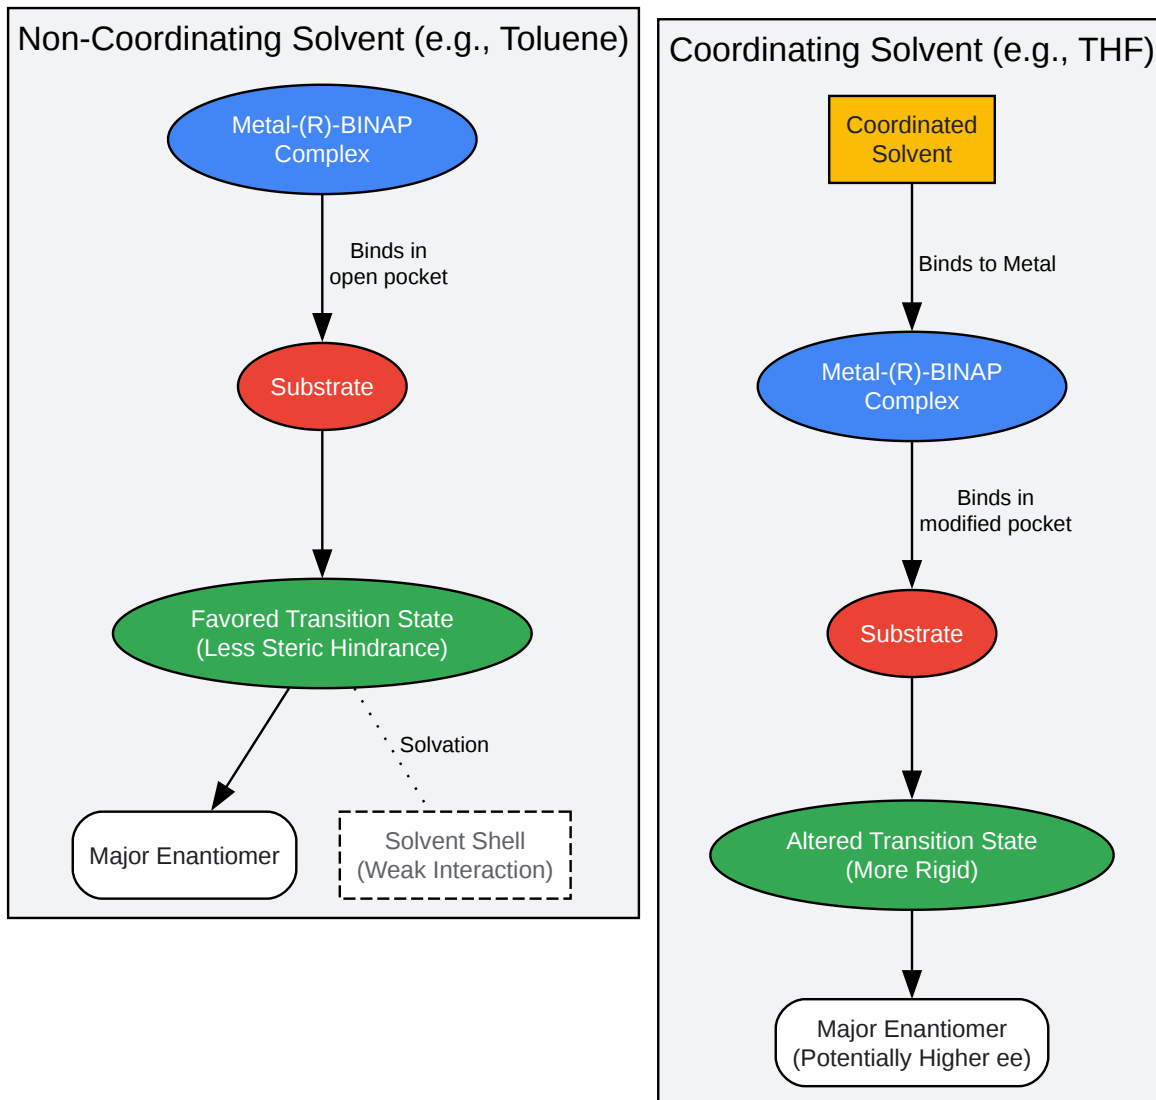 Non-Coordinating Solvent (e.g., Toluene)
Metal-(R)-BINAP
Complex
Binds in
open pocket
Substrate
Favored Transition State
(Less Steric Hindrance)
Solvation
Major Enantiomer
Solvent Shell
(Weak Interaction)
Coordinating Solvent (e.g., THF)
Coordinated
Solvent
Binds to Metal
Metal-(R)-BINAP
Complex
Binds in
modified pocket
Substrate
Altered Transition State
(More Rigid)
Major Enantiomer
(Potentially Higher ee)